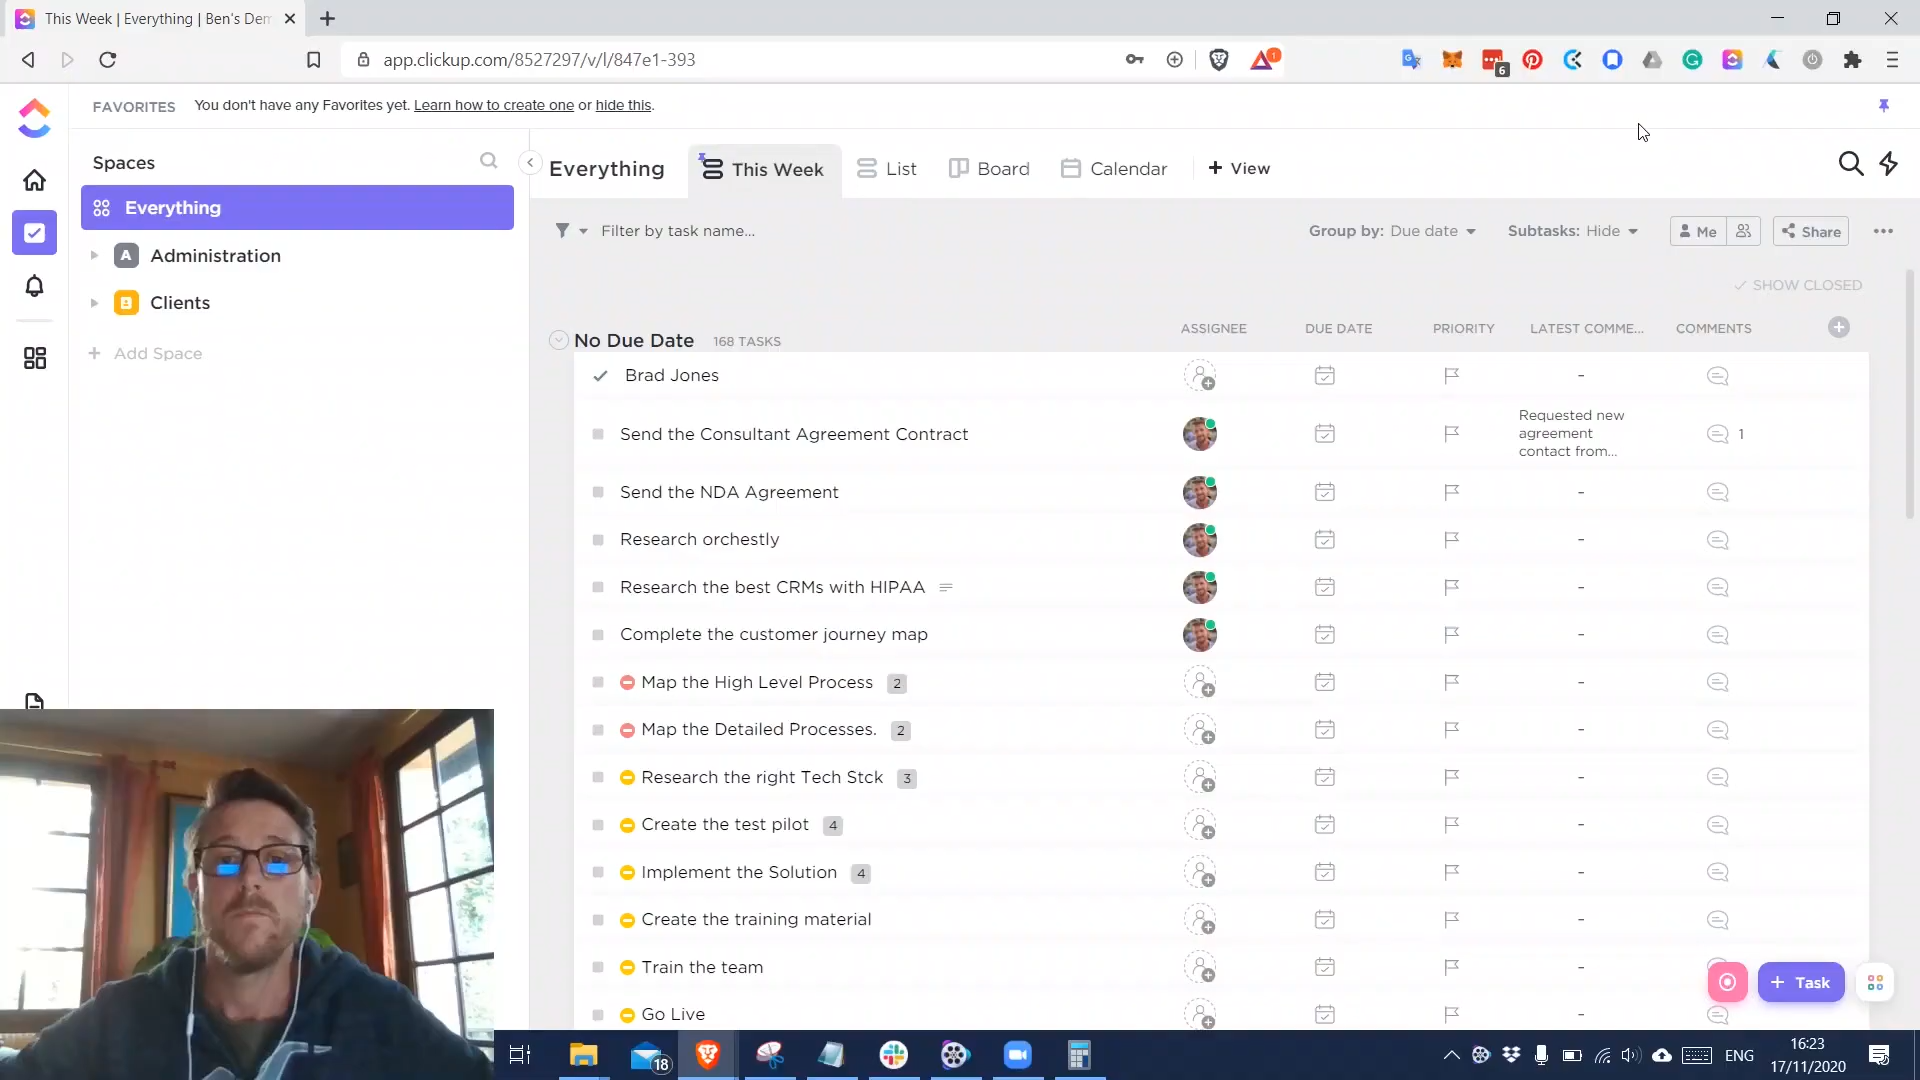 This Week | Everything | Ben's Dem
app.clickup.com/8527297/v/l/847e1-393
1
6
FAVORITES You don't have any Favorites yet. Learn how to create one or hide this.
Spaces
Everything
A Administration
Clients
+ Add Space
Everything This Week List Board Calendar + View
Filter by task name...
Group by: Due date Subtasks: Hide Me Share
SHOW CLOSED
No Due Date 168 TASKS ASSIGNEE DUE DATE PRIORITY LATEST COMME... COMMENTS
Brad Jones -
Send the Consultant Agreement Contract
Requested new
agreement
contact from...
1
Send the NDA Agreement -
Research orchestly -
Research the best CRMs with HIPAA -
Complete the customer journey map -
Map the High Level Process 2 -
Map the Detailed Processes. 2 -
Research the right Tech Stck 3 -
Create the test pilot 4 -
Implement the Solution 4 -
Create the training material -
Train the team -
+ Task
Go Live -
18
ENG
16:23
17/11/2020